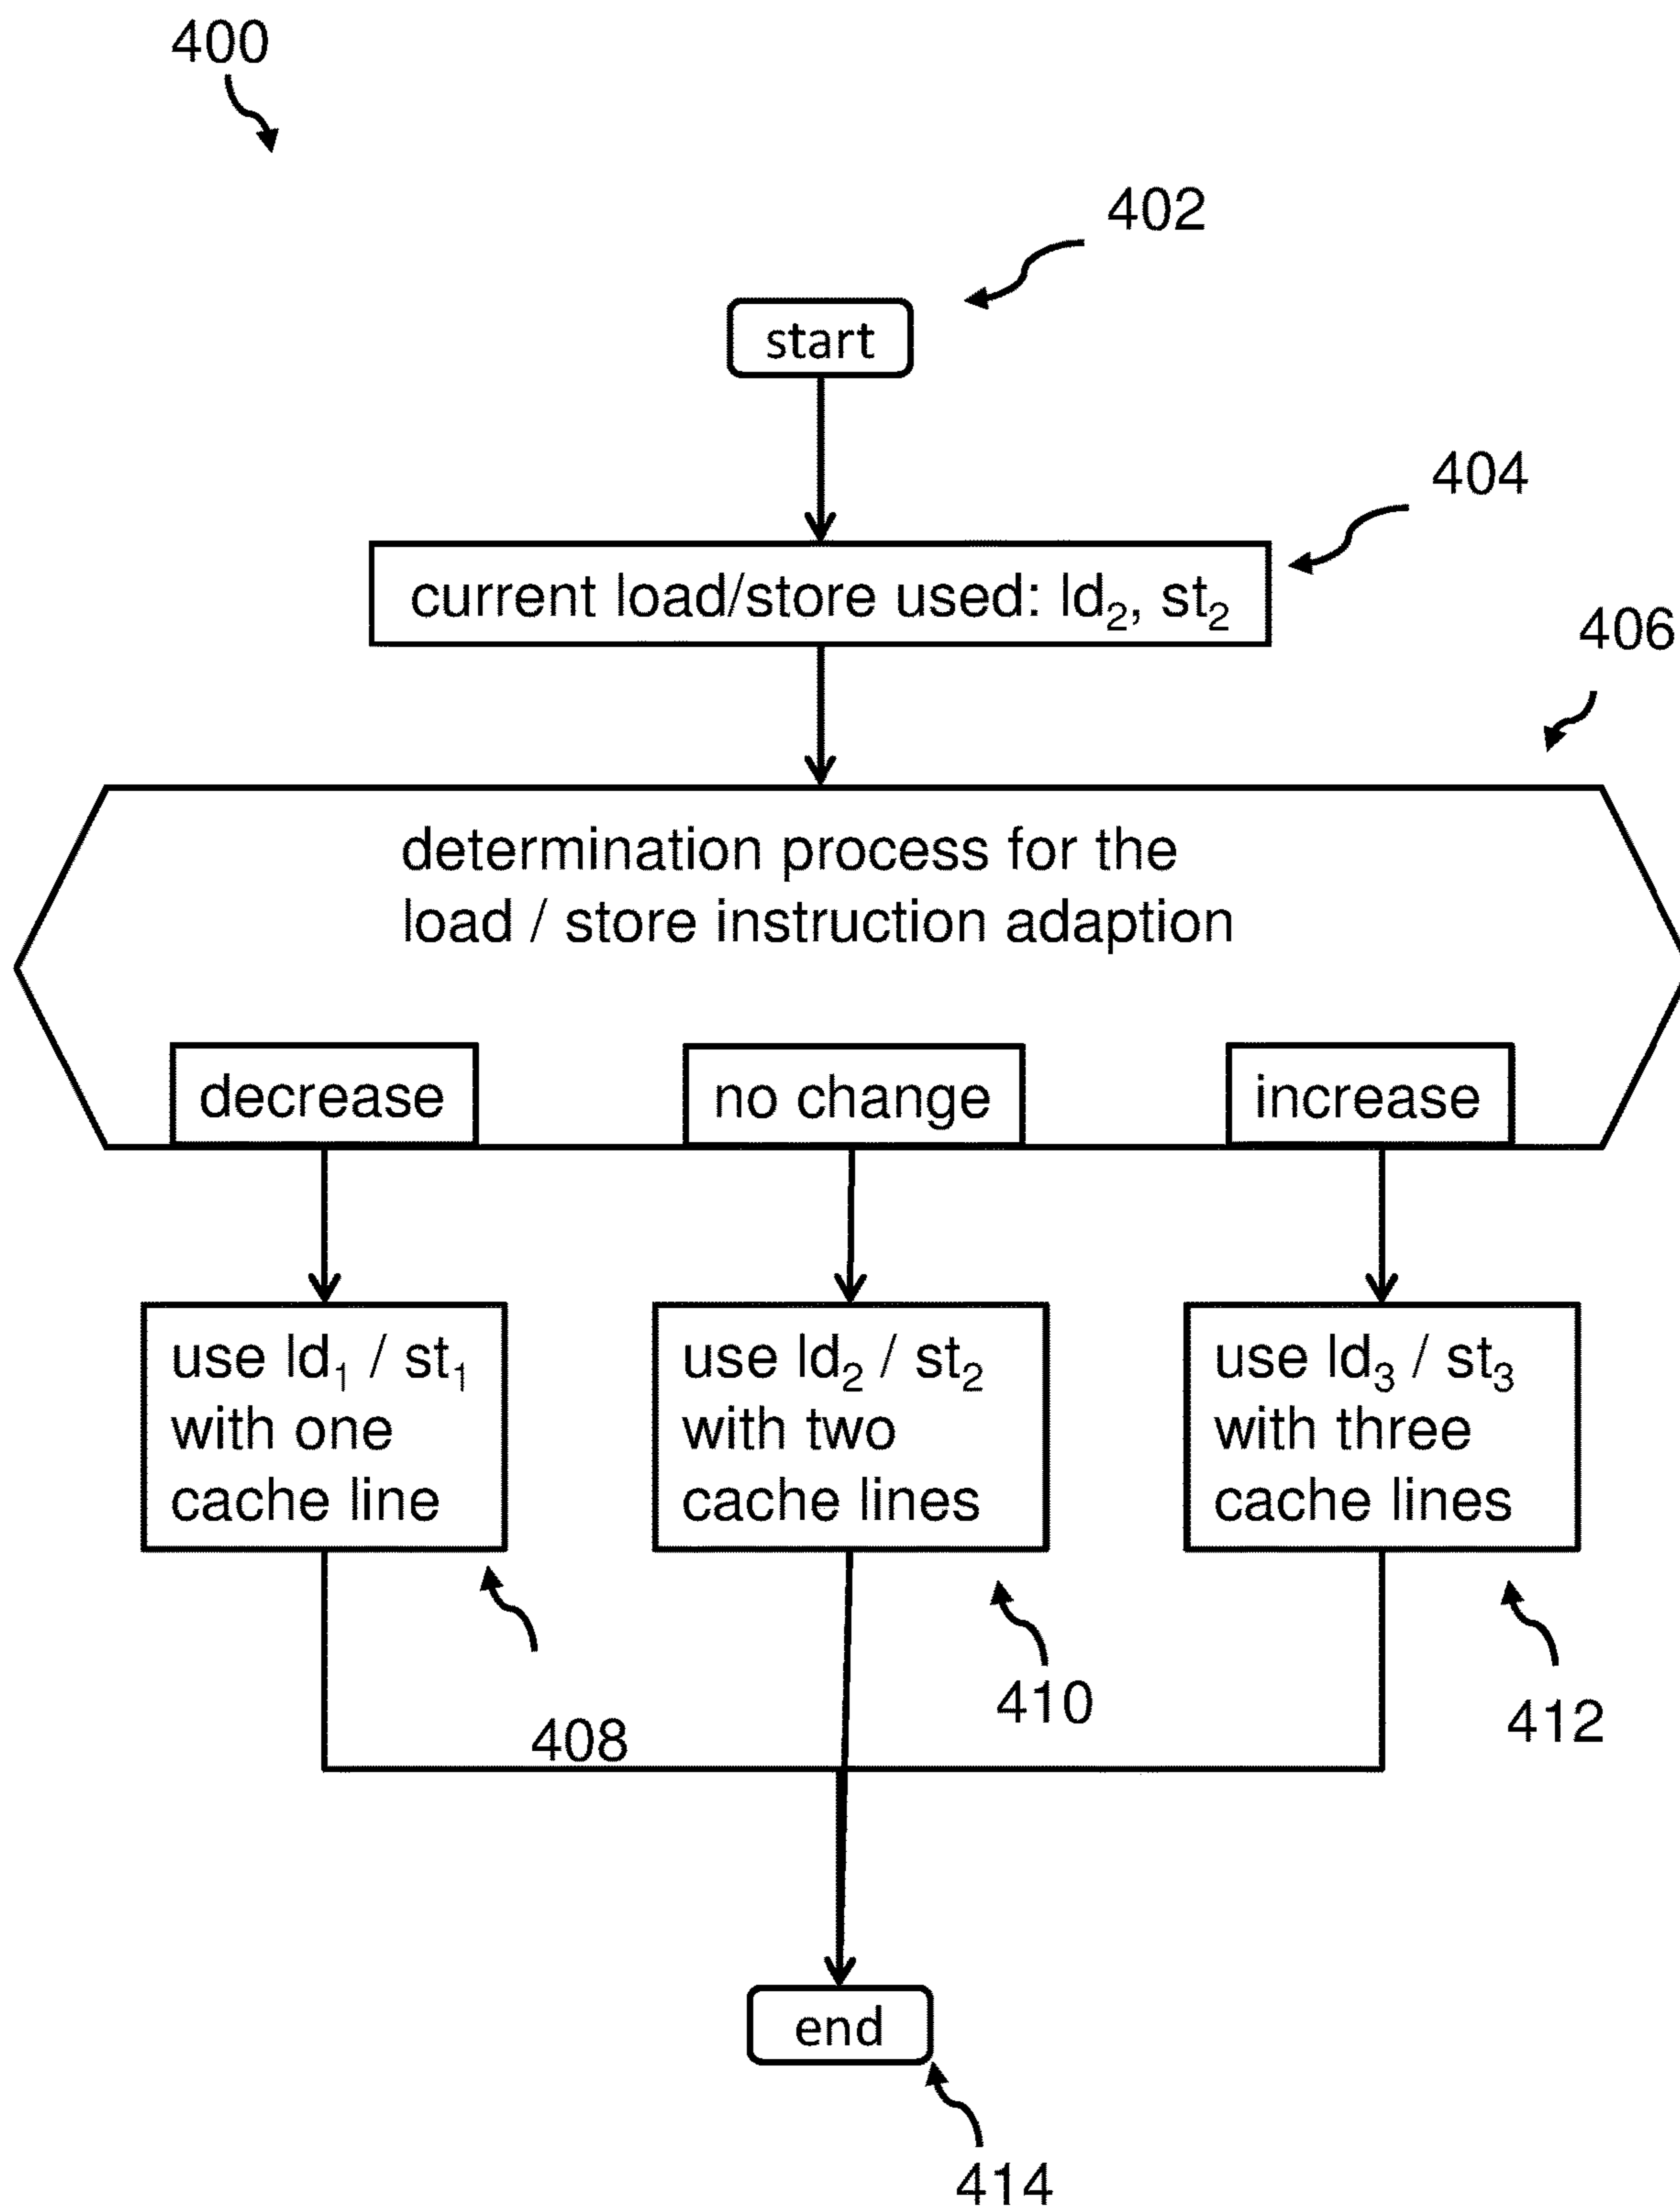 400
402
start
404
current load/store used: ld₂, st₂
406
determination process for the
load / store instruction adaption
decrease
no change
increase
use ld₁ / st₁
with one
cache line
use ld₂ / st₂
with two
cache lines
use ld₃ / st₃
with three
cache lines
408
410
412
end
414